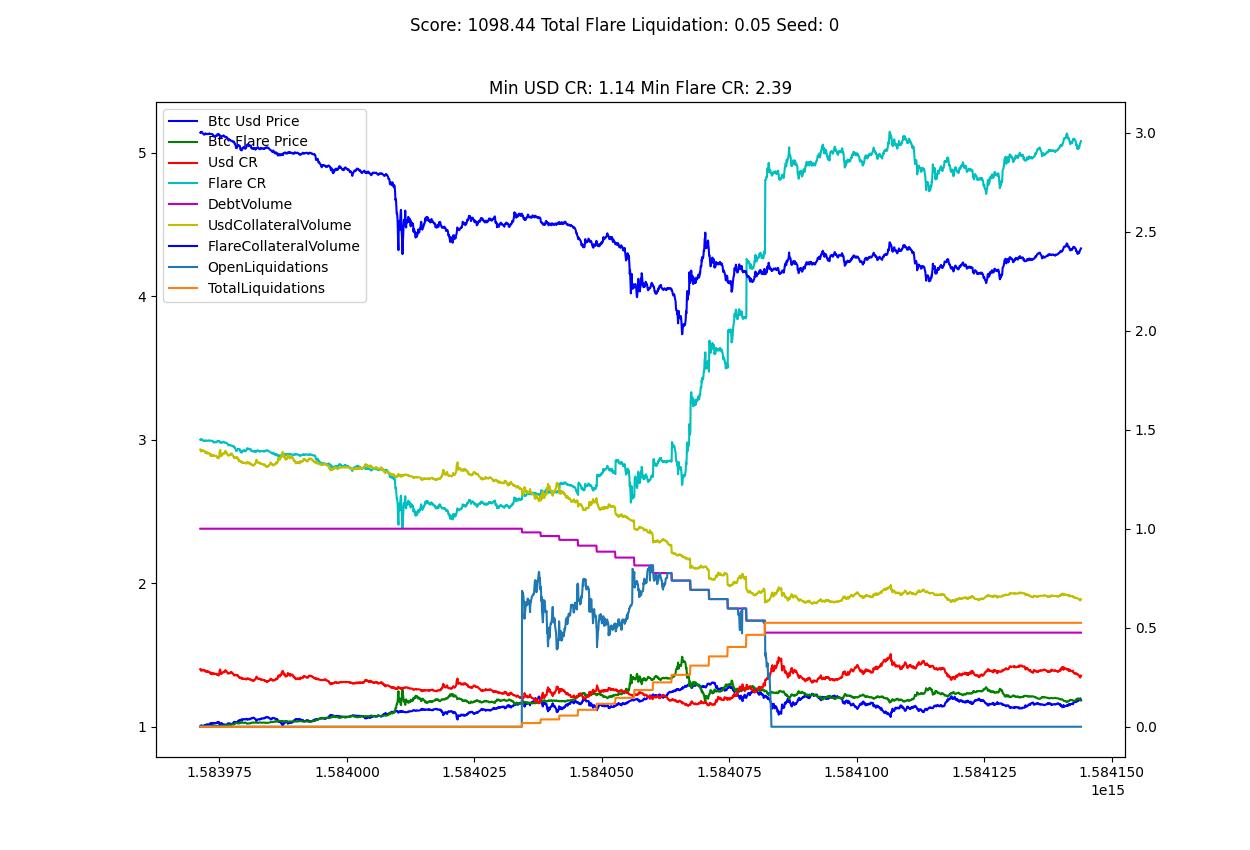 Score: 1098.44 Total Flare Liquidation: 0.05 Seed: 0
Min USD CR: 1.14 Min Flare CR: 2.39
Btc Usd Price
Btc Flare Price
Usd CR
Flare CR
DebtVolume
UsdCollateralVolume
FlareCollateralVolume
OpenLiquidations
TotalLiquidations
5
4
3
2
1
3.0
2.5
2.0
1.5
1.0
0.5
0.0
1.583975 1.584000 1.584025 1.584050 1.584075 1.584100 1.584125 1.584150
1e15